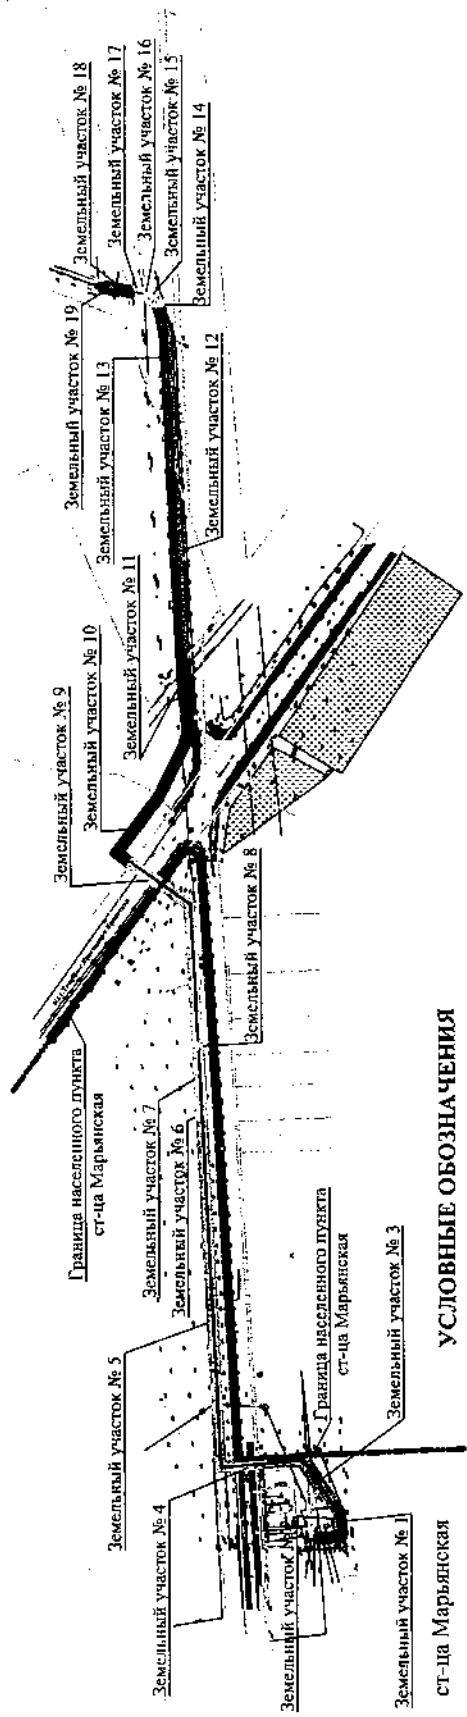 Земельный участок № 18
Земельный участок № 17
Земельный участок № 16
Земельный участок № 15
Земельный участок № 14
Земельный участок № 19
Земельный участок № 13
Земельный участок № 12
Земельный участок № 11
Земельный участок № 10
Земельный участок № 9
Земельный участок № 8
Граница населенного пункта
ст-ца Марьянская
Земельный участок № 7
Земельный участок № 6
Земельный участок № 5
Земельный участок № 4
Граница населенного пункта
ст-ца Марьянская
Земельный участок № 3
Земельный участок №
Земельный участок № 1
ст-ца Марьянская
УСЛОВНЫЕ ОБОЗНАЧЕНИЯ